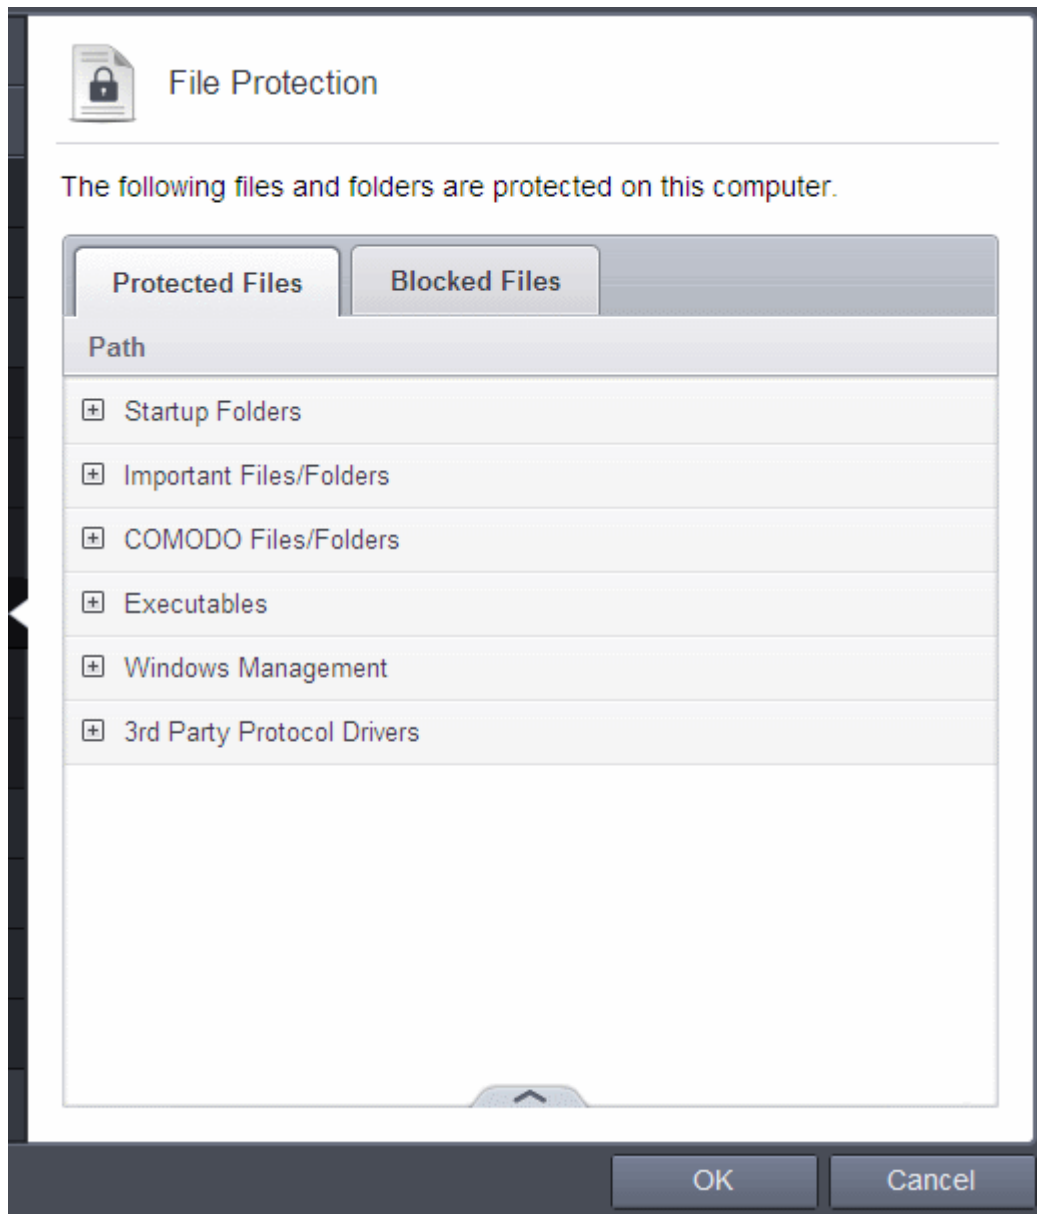 File Protection
The following files and folders are protected on this computer.
Protected Files
Blocked Files
Path
Startup Folders
Important Files/Folders
COMODO Files/Folders
Executables
Windows Management
3rd Party Protocol Drivers
OK
Cancel